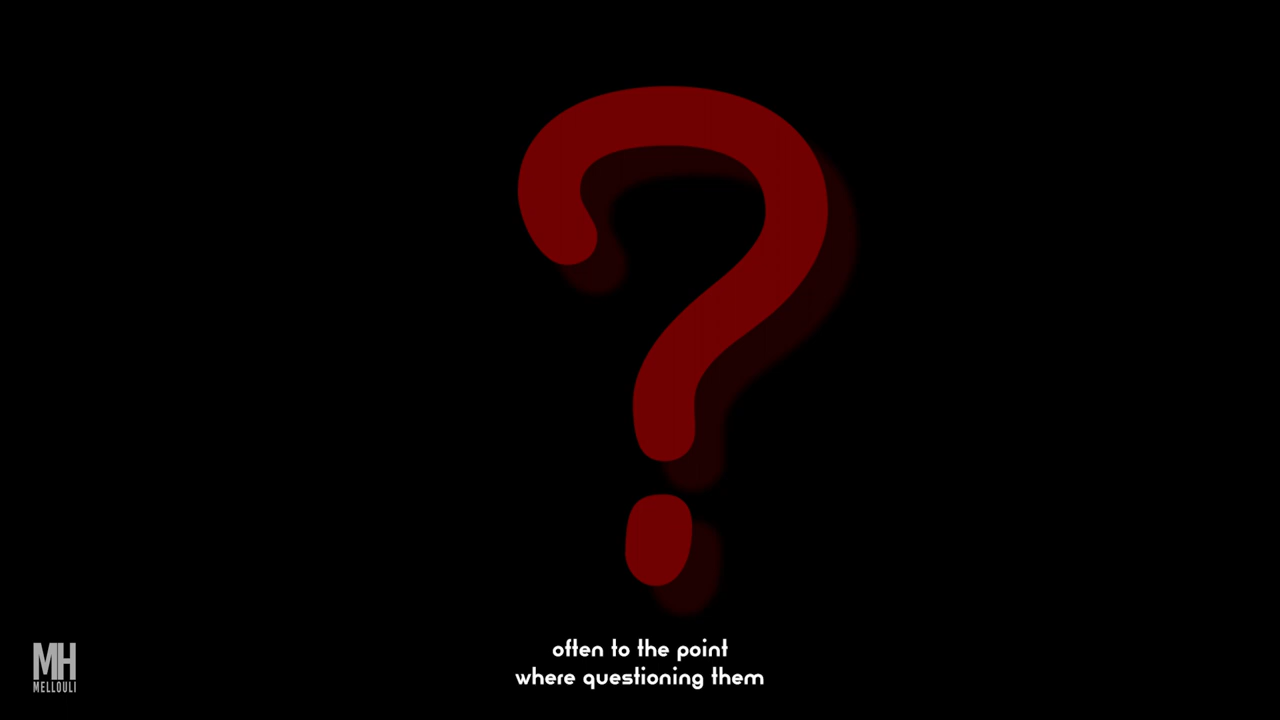 ?
often to the point
where questioning them
MH
MELLOULI